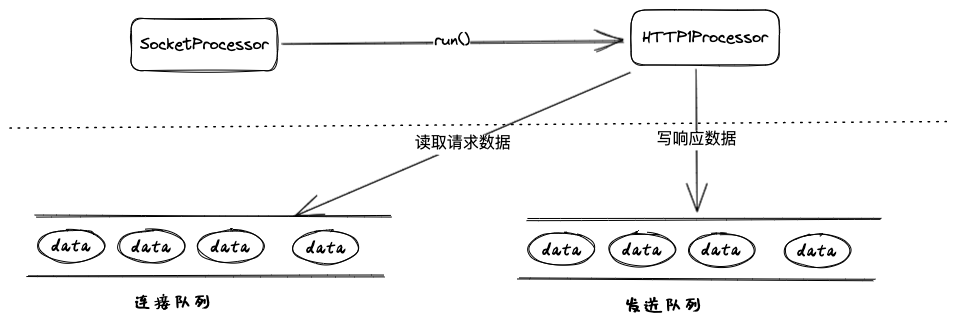 SocketProcessor
run()
HTTP1Processor
读取请求数据
写响应数据
data data data data
data data data data
连接队列
发送队列